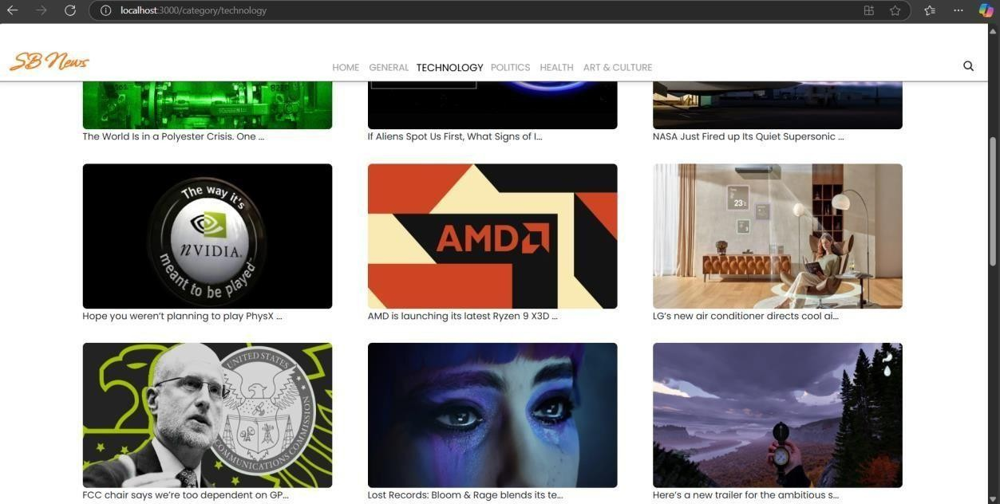 localhost:3000/category/technology
SB News
HOME GENERAL TECHNOLOGY POLITICS HEALTH ART & CULTURE
8220
The World Is in a Polyester Crisis. One ...
If Aliens Spot Us First, What Signs of I...
NASA Just Fired up Its Quiet Supersonic ...
The way it's
nVIDIA.
meant to be played™
AMD
23
Hope you weren’t planning to play PhysX ...
AMD is launching its latest Ryzen 9 X3D ...
LG’s new air conditioner directs cool ai...
UNITED STATES
COMMUNICATIONS COMMISSION
FCC chair says we’re too dependent on GP...
Lost Records: Bloom & Rage blends its te...
Here’s a new trailer for the ambitious s...